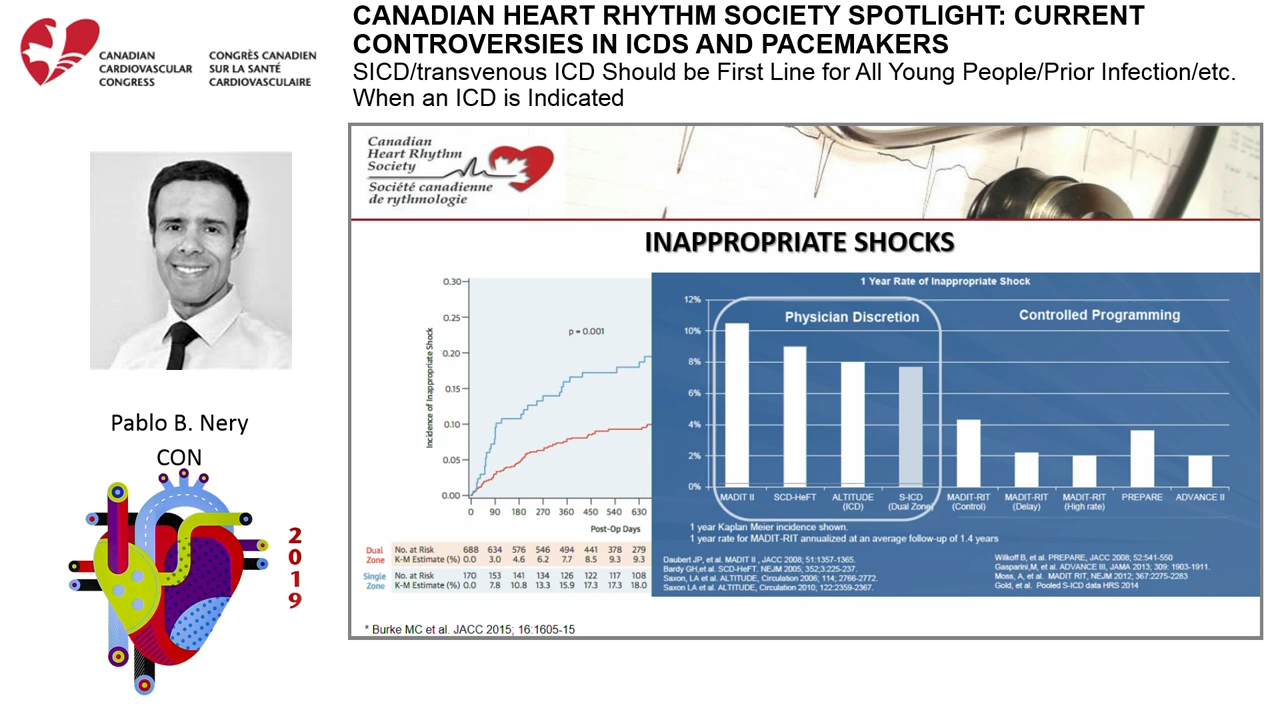 CANADIAN HEART RHYTHM SOCIETY SPOTLIGHT: CURRENT
CONTROVERSIES IN ICDS AND PACEMAKERS
SICD/transvenous ICD Should be First Line for All Young People/Prior Infection/etc.
When an ICD is Indicated
CANADIAN
CARDIOVASCULAR
CONGRESS
CONGRÈS CANADIEN
SUR LA SANTÉ
CARDIOVASCULAIRE
Pablo B. Nery
CON
2019
Canadian
Heart Rhythm
Society
Société canadienne
de rythmologie
INAPPROPRIATE SHOCKS
Incidence of Inappropriate Shock
0.30
0.25
0.20
0.15
0.10
0.05
0.00
p = 0.001
0 90 180 270 360 450 540 630
Post-Op Days
Dual Zone
No. at Risk 688 634 576 546 494 441 378 279
K-M Estimate (%) 0.0 3.0 4.6 6.2 7.7 8.5 9.3 9.3
Single Zone
No. at Risk 170 153 141 134 126 122 117 108
K-M Estimate (%) 0.0 7.8 10.8 13.3 15.9 17.3 17.3 18.0
1 Year Rate of Inappropriate Shock
Physician Discretion
Controlled Programming
12%
10%
8%
6%
4%
2%
0%
MADIT II
SCD-HeFT
ALTITUDE
(ICD)
S-ICD
(Dual Zone)
MADIT-RIT
(Control)
MADIT-RIT
(Delay)
MADIT-RIT
(High rate)
PREPARE
ADVANCE II
1 year Kaplan Meier incidence shown.
1 year rate for MADIT-RIT annualized at an average follow-up of 1.4 years
Daubert JP, et al. MADIT II , JACC 2008; 51:1357-1365.
Bardy GH,et al. SCD-HeFT. NEJM 2005; 352;3:225-237.
Saxon, LA et al. ALTITUDE, Circulation 2006; 114; 2766-2772.
Saxon LA et al. ALTITUDE, Circulation 2010; 122:2359-2367.
Wilkoff B, et al. PREPARE, JACC 2008; 52:541-550
Gasparini,M, et al. ADVANCE III, JAMA 2013; 309: 1903-1911.
Moss, A, et al. MADIT RIT, NEJM 2012; 367:2275-2283
Gold, et al. Pooled S-ICD data HRS 2014
* Burke MC et al. JACC 2015; 16:1605-15